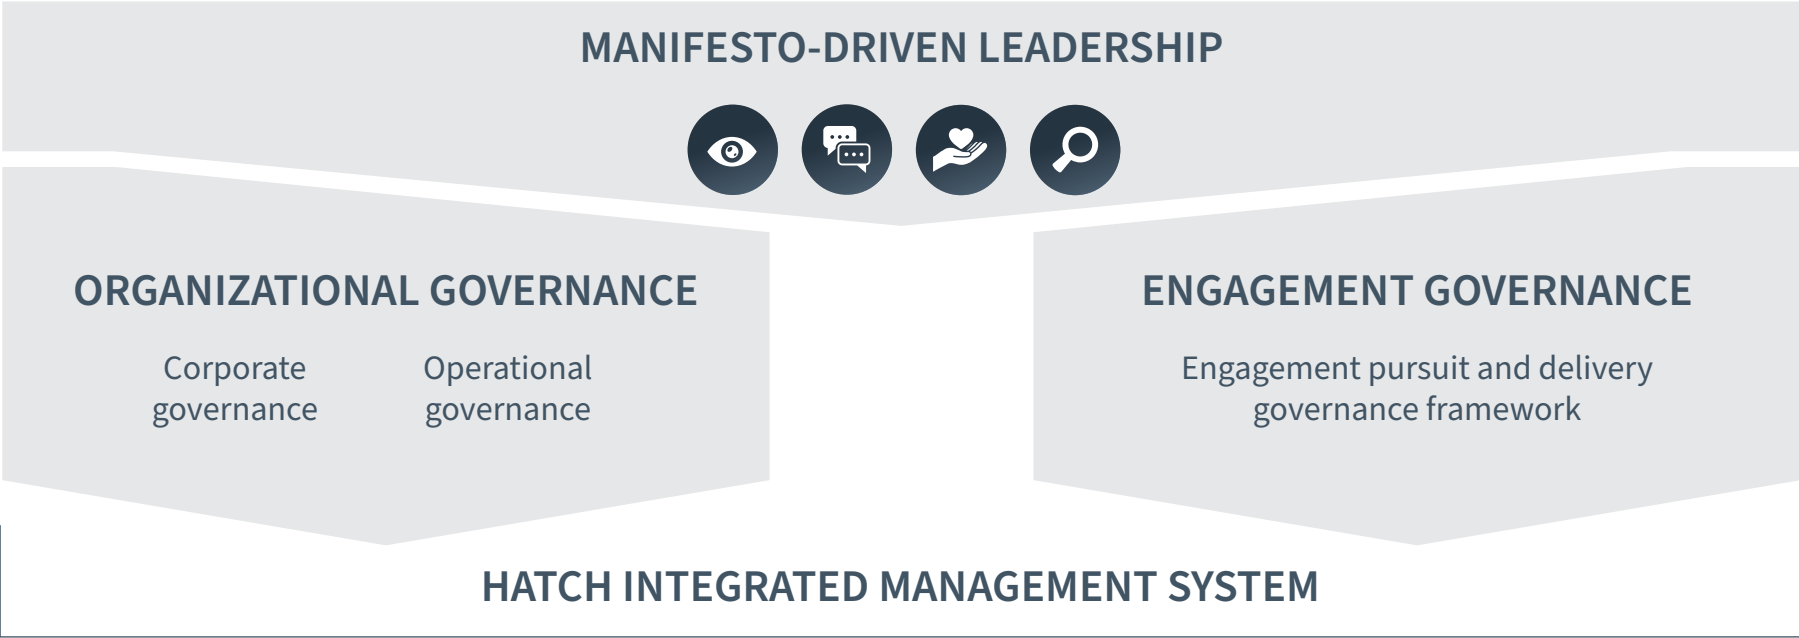 MANIFESTO-DRIVEN LEADERSHIP
ORGANIZATIONAL GOVERNANCE
Corporate
governance
Operational
governance
ENGAGEMENT GOVERNANCE
Engagement pursuit and delivery
governance framework
HATCH INTEGRATED MANAGEMENT SYSTEM